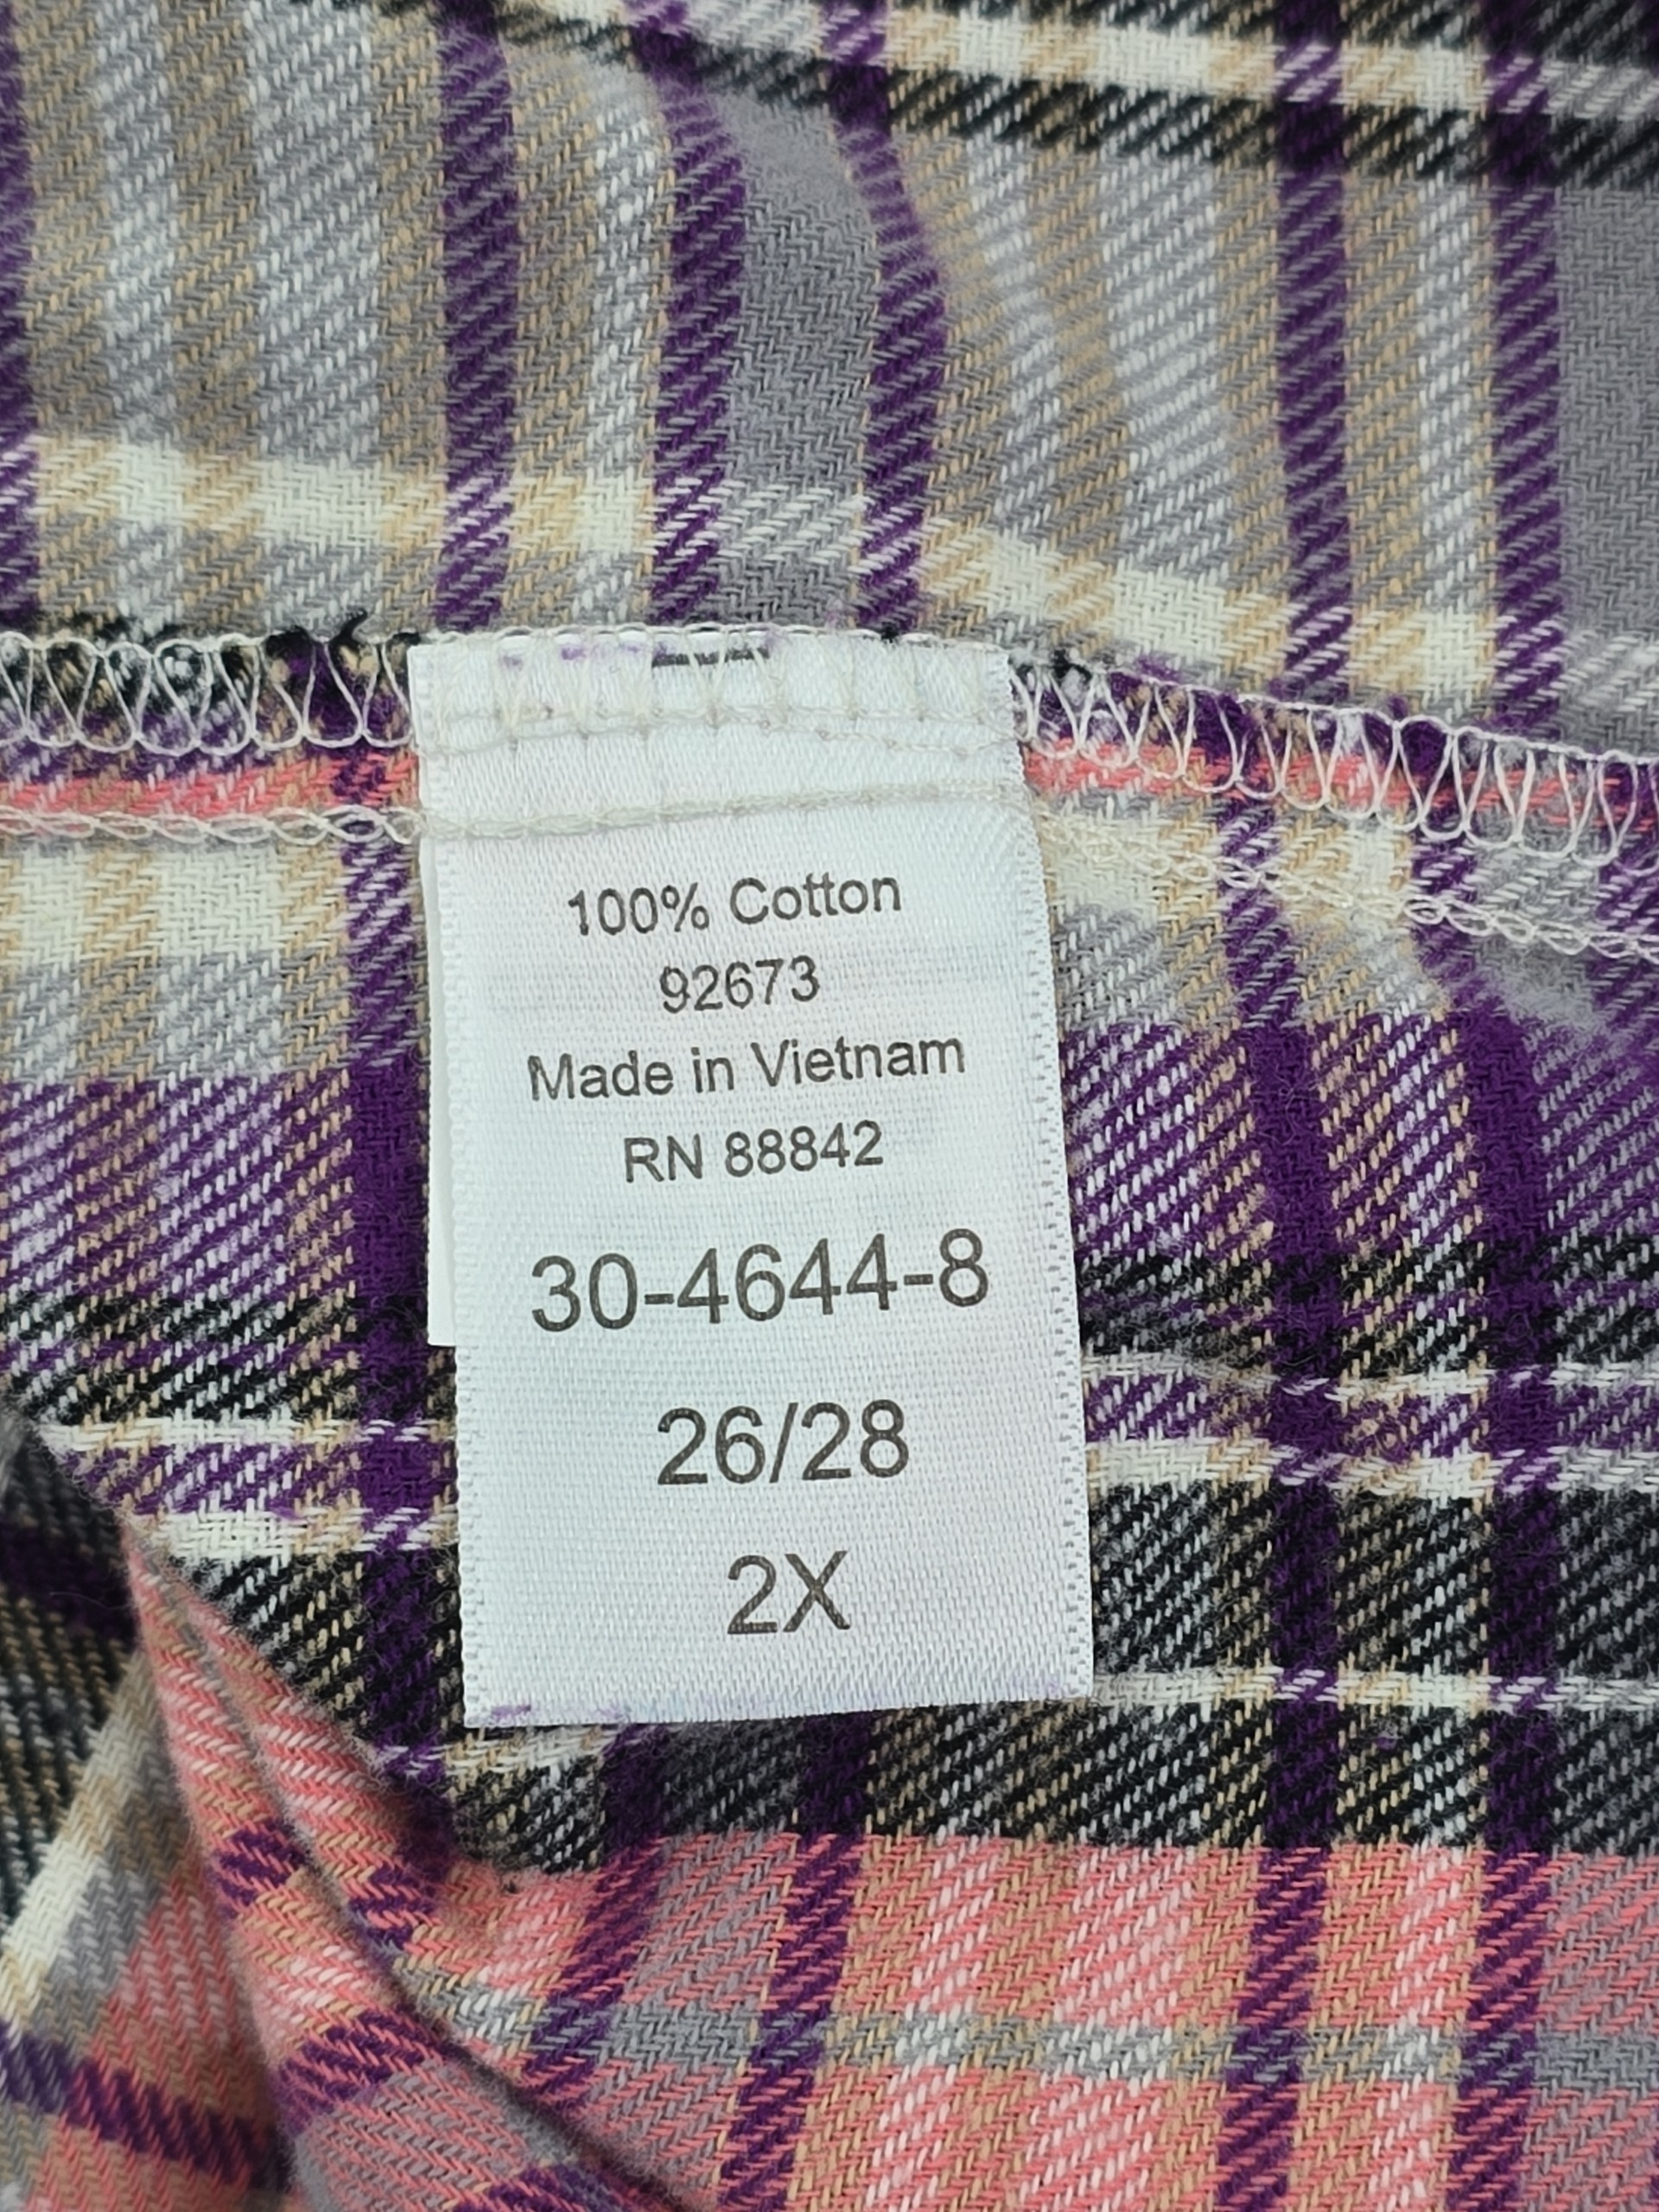 100% Cotton
92673
Made in Vietnam
RN 88842
30-4644-8
26/28
2X